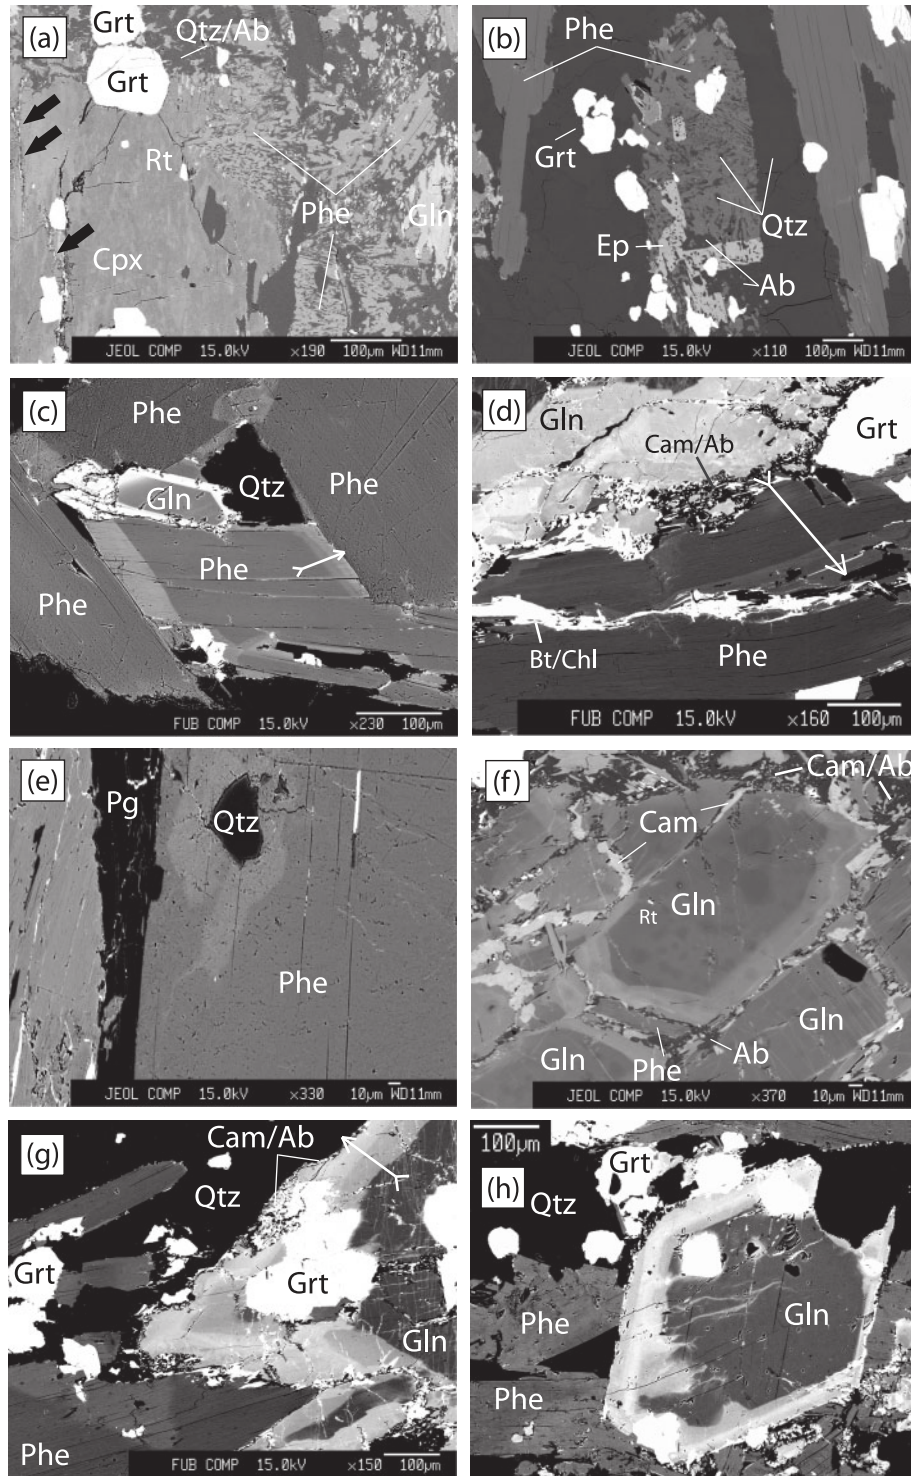 (a)
Grt
Qtz/Ab
Grt
Rt
Phe
Gln
Cpx
JEOL COMP 15.0kV ×190 100µm WD11mm
(b)
Phe
Grt
Qtz
Ep
Ab
JEOL COMP 15.0kV ×110 100µm WD11mm
(c)
Phe
Gln
Qtz
Phe
Phe
Phe
FUB COMP 15.0kV ×230 100µm
(d)
Gln
Cam/Ab
Grt
Bt/Chl
Phe
FUB COMP 15.0kV ×160 100µm
(e)
Pg
Qtz
Phe
JEOL COMP 15.0kV ×330 10µm WD11mm
(f)
Cam/Ab
Cam
Gln
Rt
Gln
Gln
Phe
Ab
JEOL COMP 15.0kV ×370 10µm WD11mm
(g)
Cam/Ab
Qtz
Grt
Grt
Gln
Phe
FUB COMP 15.0kV ×150 100µm
100µm
(h)
Grt
Qtz
Gln
Phe
Phe